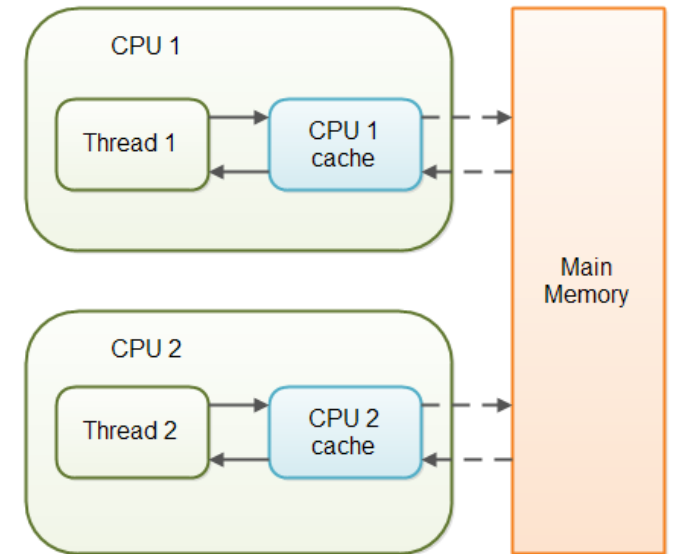 CPU 1
Thread 1
CPU 1
cache
Main
Memory
CPU 2
Thread 2
CPU 2
cache